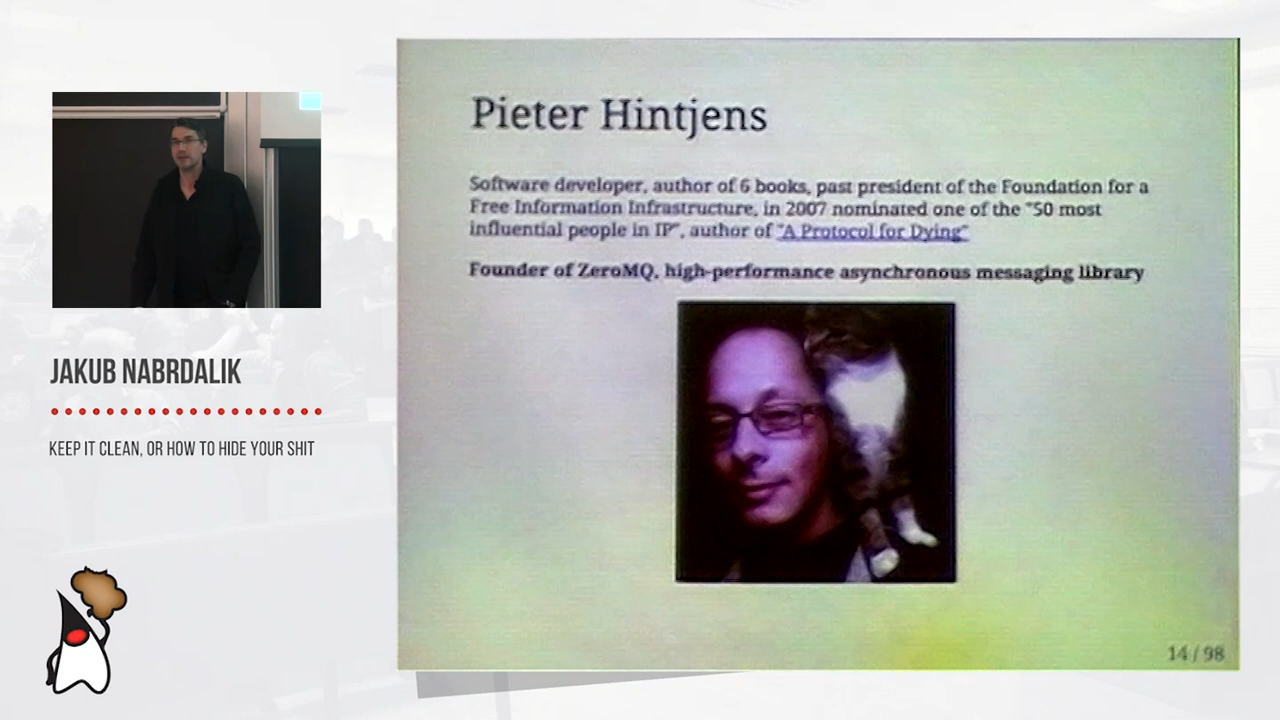 JAKUB NABRDALIK
KEEP IT CLEAN, OR HOW TO HIDE YOUR SHIT
Pieter Hintjens
Software developer, author of 6 books, past president of the Foundation for a
Free Information Infrastructure, in 2007 nominated one of the "50 most
influential people in IP", author of "A Protocol for Dying"
Founder of ZeroMQ, high-performance asynchronous messaging library
14 / 98